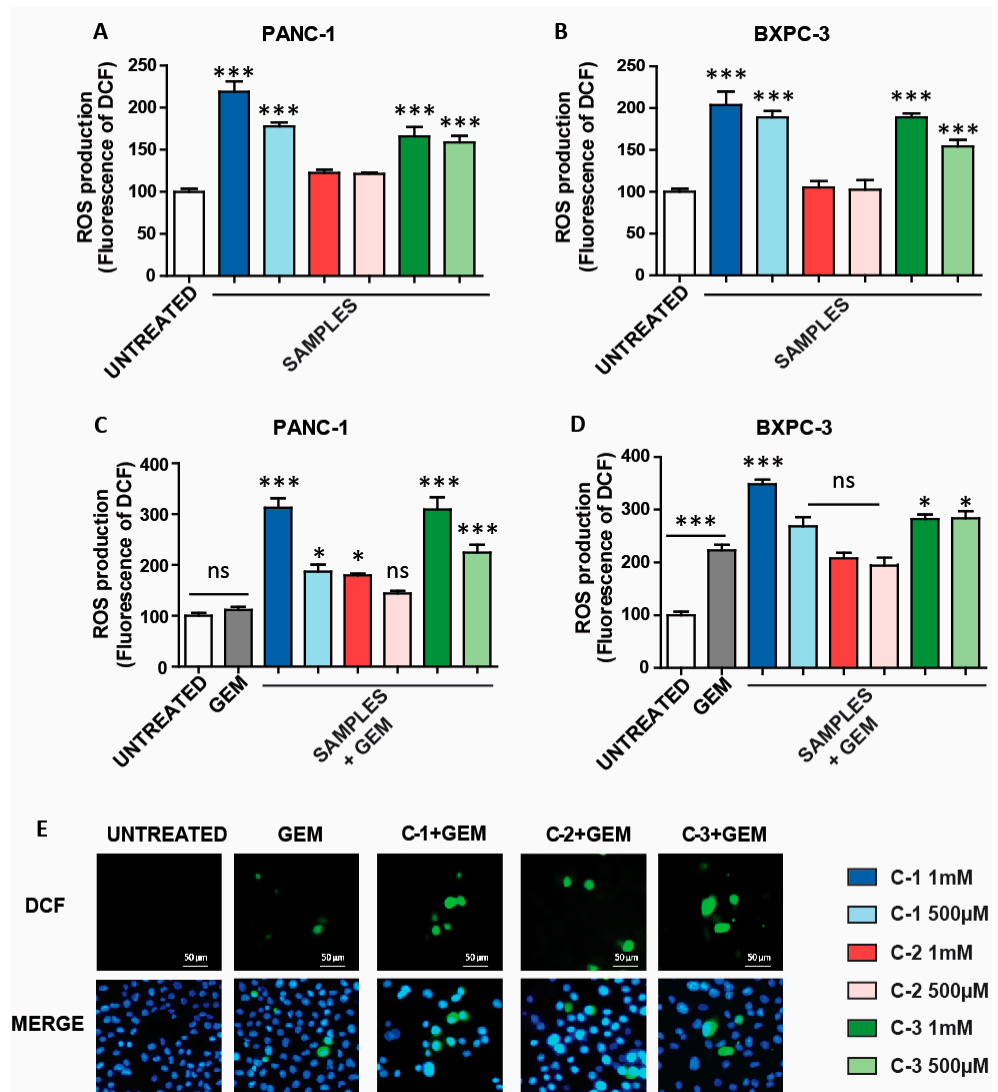 A
PANC-1
ROS production
(Fluorescence of DCF)
250
200
150
100
50
0
***
***
***
***
UNTREATED
SAMPLES
B
BXPC-3
ROS production
(Fluorescence of DCF)
250
200
150
100
50
0
***
***
***
***
UNTREATED
SAMPLES
C
PANC-1
ROS production
(Fluorescence of DCF)
400
300
200
100
0
ns
***
*
*
ns
***
***
UNTREATED
GEM
SAMPLES
+ GEM
D
BXPC-3
ROS production
(Fluorescence of DCF)
400
300
200
100
0
***
***
ns
*
*
UNTREATED
GEM
SAMPLES
+ GEM
E
UNTREATED GEM C-1+GEM C-2+GEM C-3+GEM
DCF
50 µm 50 µm 50 µm 50 µm 50 µm
MERGE
C-1 1mM
C-1 500µM
C-2 1mM
C-2 500µM
C-3 1mM
C-3 500µM